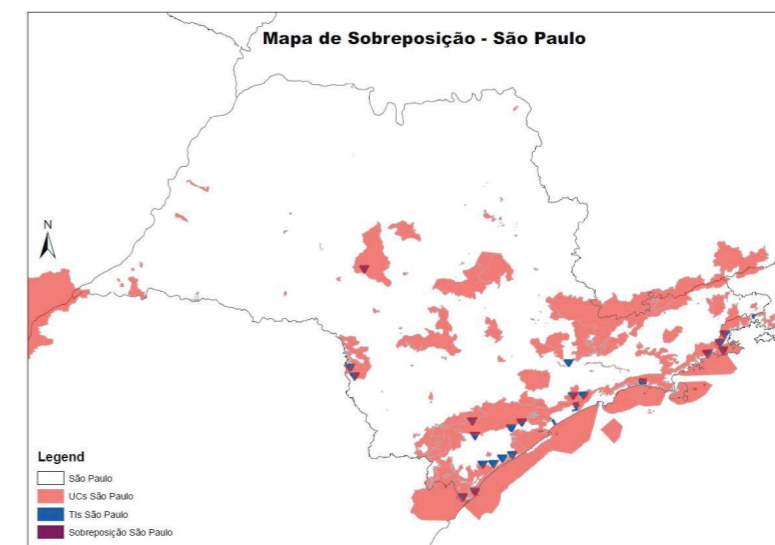 Mapa de Sobreposição - São Paulo
N
Legend
São Paulo
UCs São Paulo
TIs São Paulo
Sobreposição São Paulo